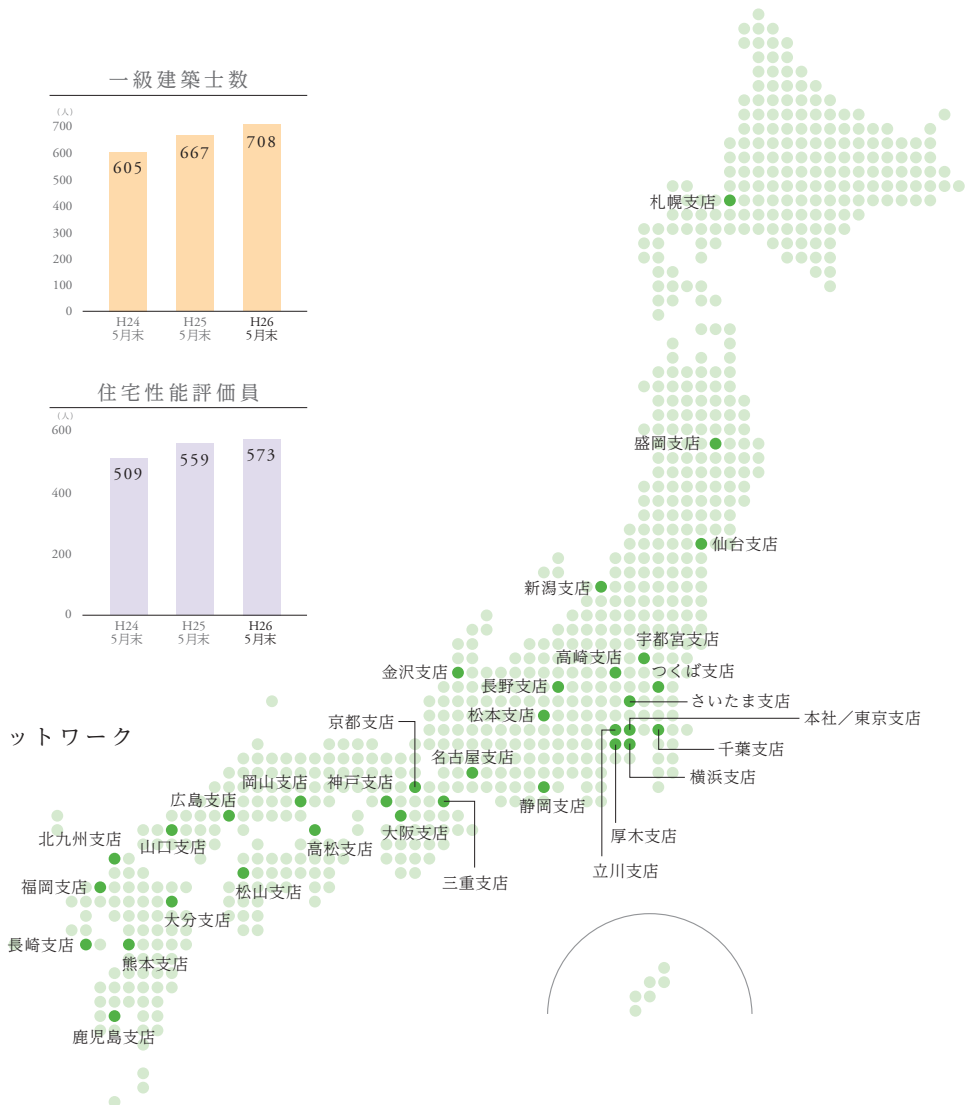 一級建築士数
（人）
700
600
500
400
300
200
100
0
605
667
708
H24
5月末
H25
5月末
H26
5月末
住宅性能評価員
（人）
600
400
200
0
509
559
573
H24
5月末
H25
5月末
H26
5月末
ットワーク
札幌支店
盛岡支店
仙台支店
新潟支店
宇都宮支店
高崎支店
つくば支店
金沢支店
長野支店
さいたま支店
松本支店
京都支店
本社／東京支店
千葉支店
名古屋支店
横浜支店
岡山支店
神戸支店
広島支店
静岡支店
北九州支店
山口支店
高松支店
大阪支店
厚木支店
立川支店
三重支店
福岡支店
松山支店
大分支店
長崎支店
熊本支店
鹿児島支店